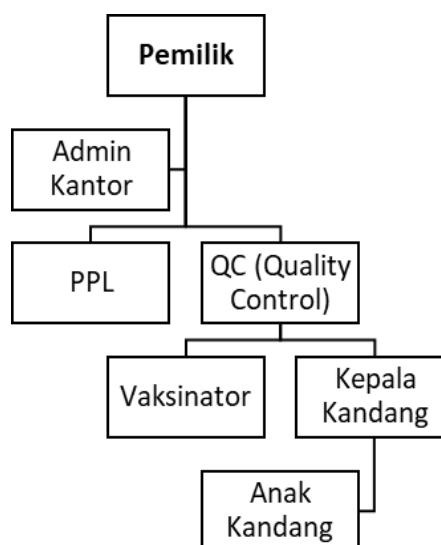 Pemilik
Admin
Kantor
PPL
QC (Quality
Control)
Vaksinator
Kepala
Kandang
Anak
Kandang